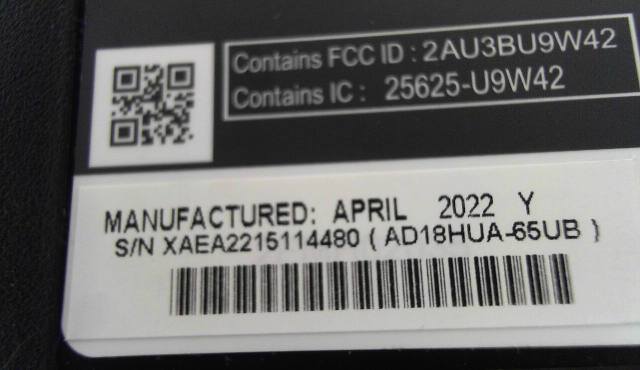 Contains FCC ID : 2AU3BU9W42
Contains IC : 25625-U9W42
MANUFACTURED: APRIL 2022 Y
S/N XAEA2215114480 ( AD18HUA-65UB )